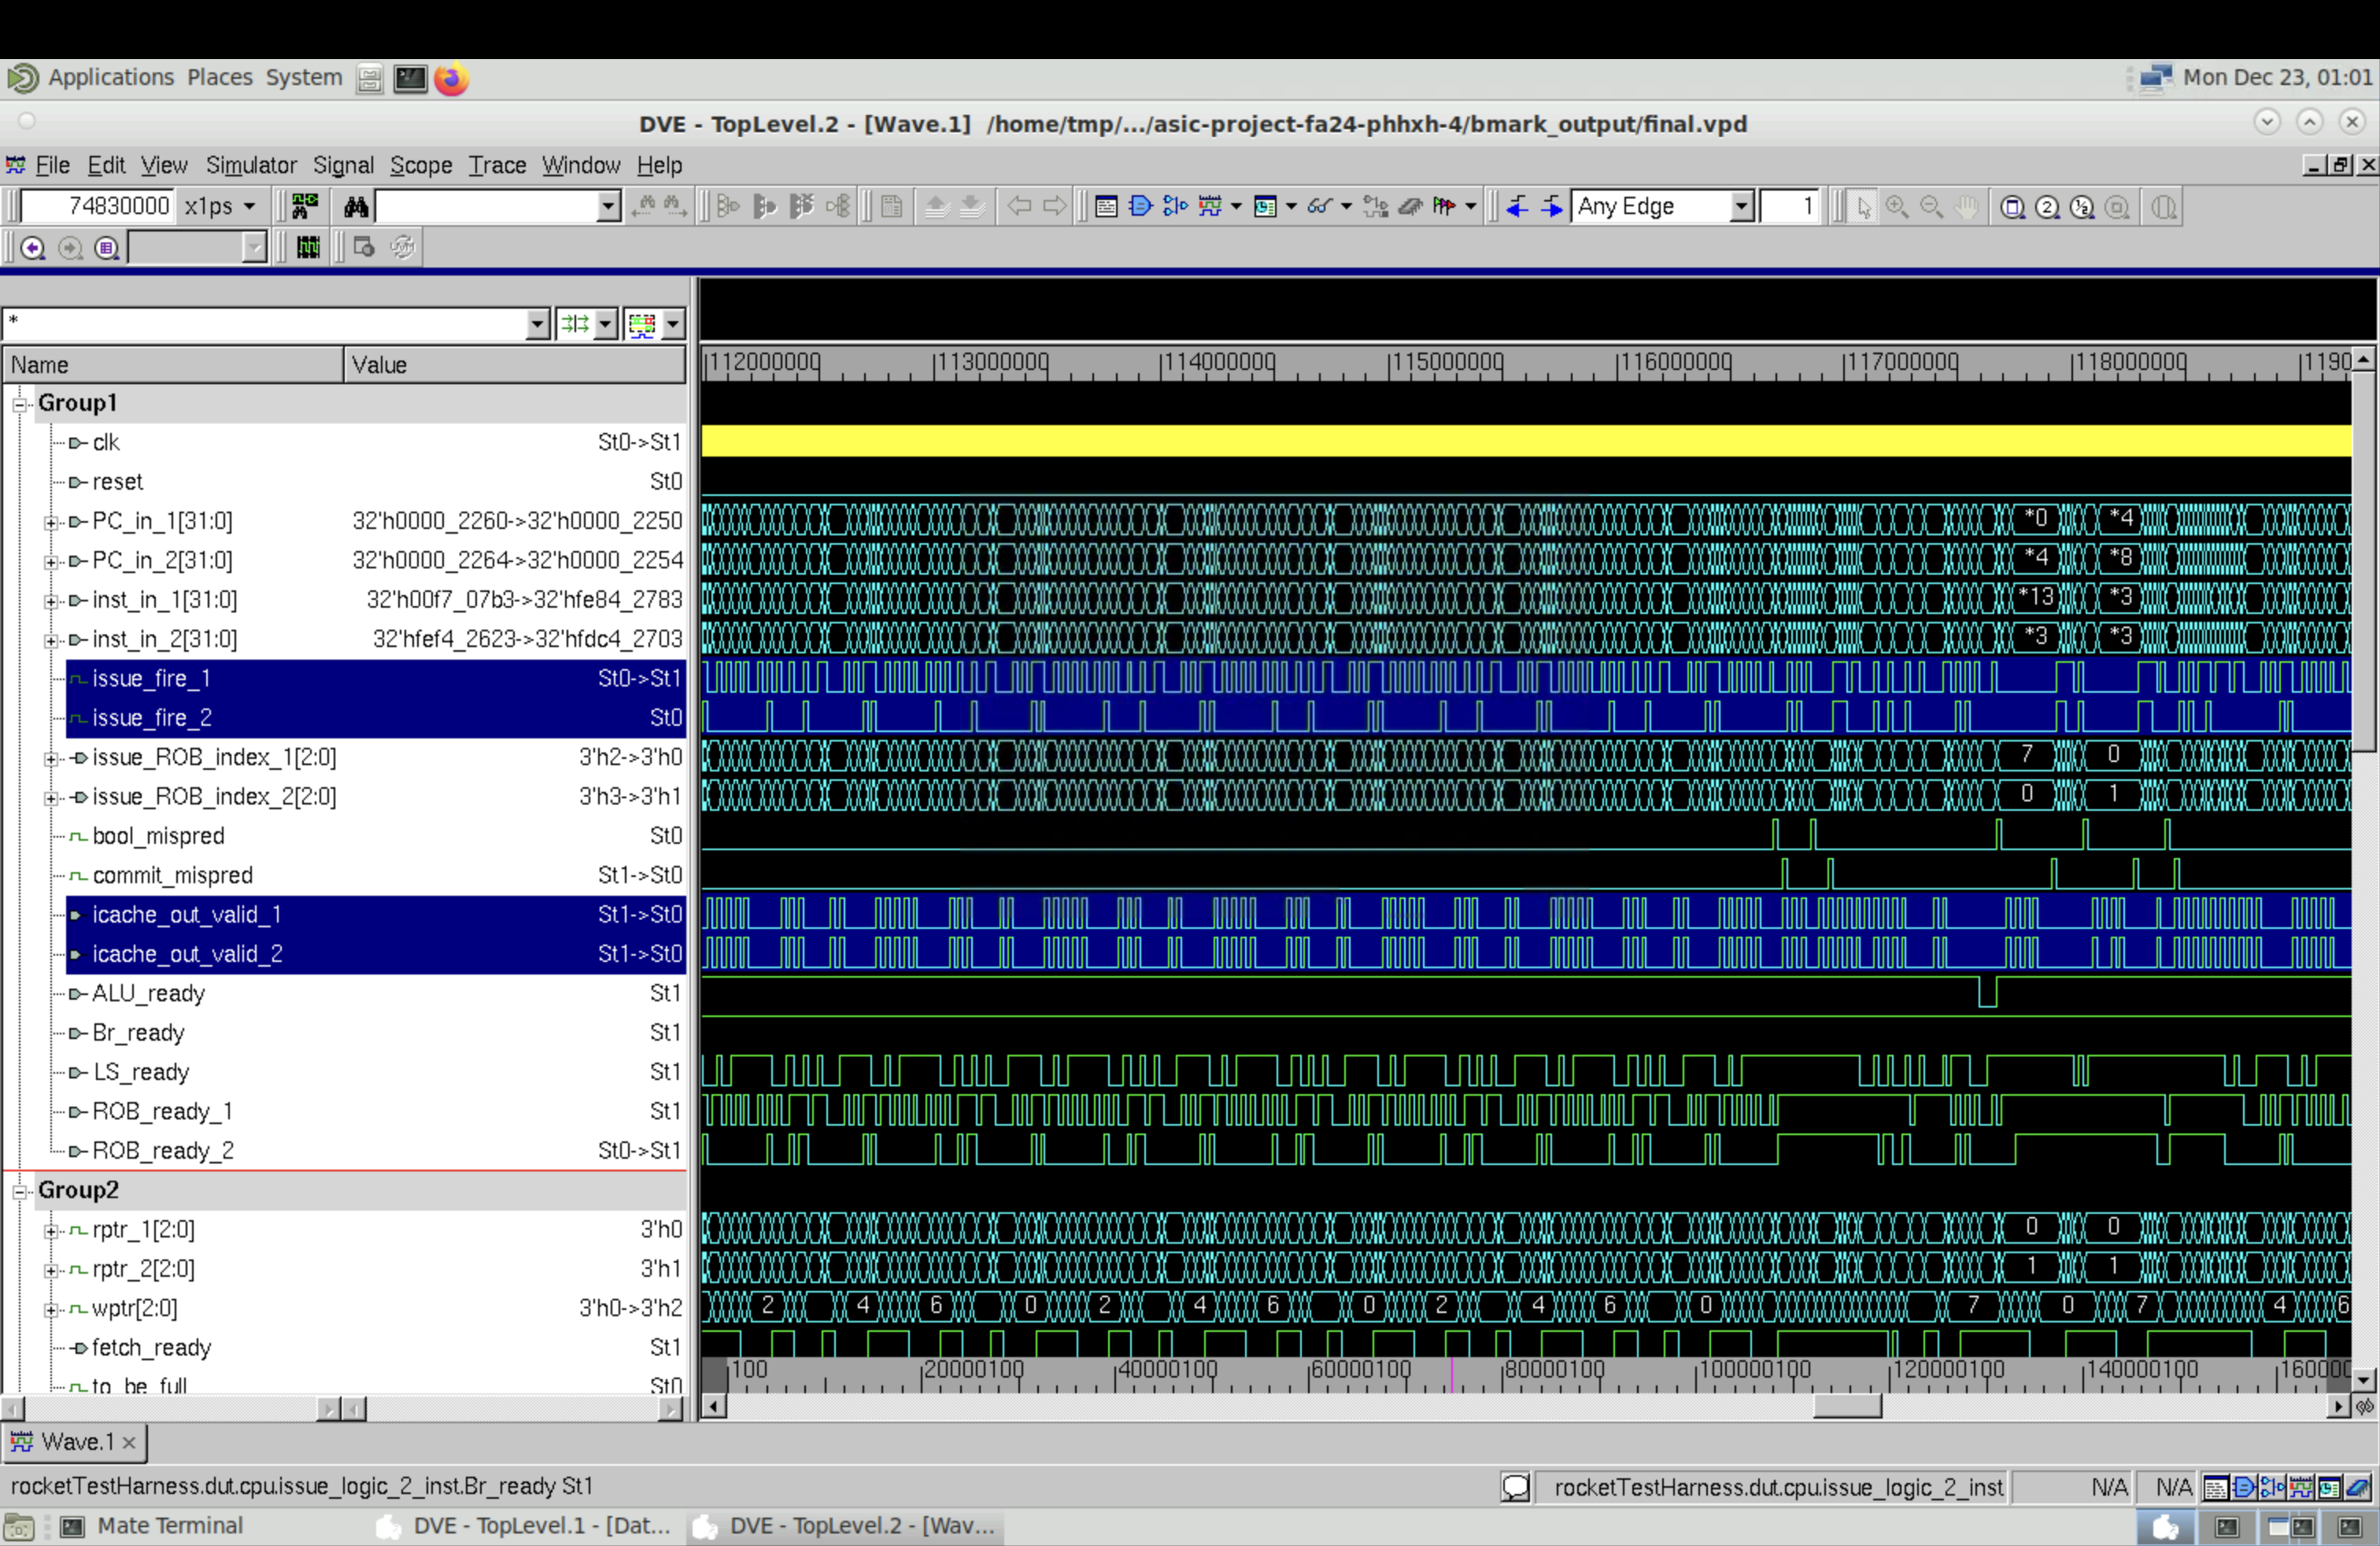 Applications Places System Mon Dec 23, 01:01
DVE - TopLevel.2 - [Wave.1] /home/tmp/.../asic-project-fa24-phhxh-4/bmark_output/final.vpd
File Edit View Simulator Signal Scope Trace Window Help
74830000 x1ps Any Edge 1
*
Name Value
|112000000 |113000000 |114000000 |115000000 |116000000 |117000000 |118000000 |1190
Group1
clk St0->St1
reset St0
PC_in_1[31:0] 32'h0000_2260->32'h0000_2250 *0 *4
PC_in_2[31:0] 32'h0000_2264->32'h0000_2254 *4 *8
inst_in_1[31:0] 32'h00f7_07b3->32'hfe84_2783 *13 *3
inst_in_2[31:0] 32'hfef4_2623->32'hfdc4_2703 *3 *3
issue_fire_1 St0->St1
issue_fire_2 St0
issue_ROB_index_1[2:0] 3'h2->3'h0 7 0
issue_ROB_index_2[2:0] 3'h3->3'h1 0 1
bool_mispred St0
commit_mispred St1->St0
icache_out_valid_1 St1->St0
icache_out_valid_2 St1->St0
ALU_ready St1
Br_ready St1
LS_ready St1
ROB_ready_1 St1
ROB_ready_2 St0->St1
Group2
rptr_1[2:0] 3'h0 0 0
rptr_2[2:0] 3'h1 1 1
wptr[2:0] 3'h0->3'h2 2 4 6 0 2 4 6 0 2 4 6 0 7 0 7 4 6
fetch_ready St1
to_be_full St0
|100 |20000100 |40000100 |60000100 |80000100 |100000100 |120000100 |140000100 |160000
Wave.1
rocketTestHarness.dut.cpu.issue_logic_2_inst.Br_ready St1 rocketTestHarness.dut.cpu.issue_logic_2_inst N/A N/A
Mate Terminal DVE - TopLevel.1 - [Dat... DVE - TopLevel.2 - [Wav...